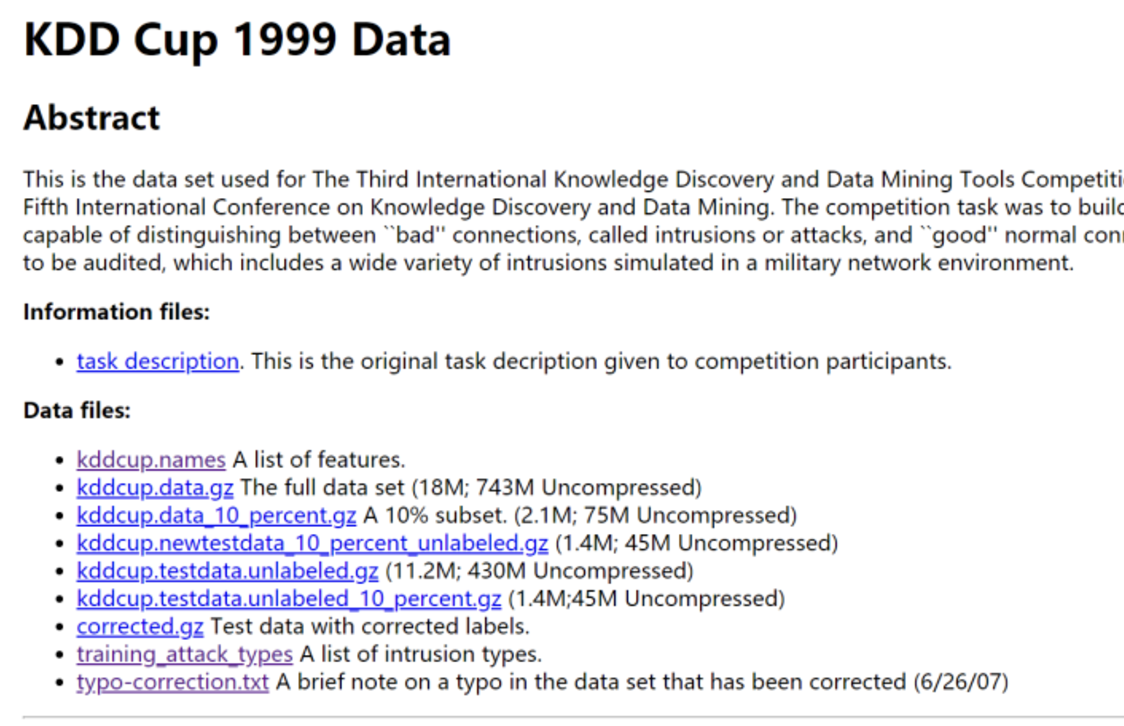 KDD Cup 1999 Data
Abstract
This is the data set used for The Third International Knowledge Discovery and Data Mining Tools Competiti
Fifth International Conference on Knowledge Discovery and Data Mining. The competition task was to build
capable of distinguishing between ``bad'' connections, called intrusions or attacks, and ``good'' normal con
to be audited, which includes a wide variety of intrusions simulated in a military network environment.
Information files:
• task description. This is the original task decription given to competition participants.
Data files:
• kddcup.names A list of features.
• kddcup.data.gz The full data set (18M; 743M Uncompressed)
• kddcup.data_10_percent.gz A 10% subset. (2.1M; 75M Uncompressed)
• kddcup.newtestdata_10_percent_unlabeled.gz (1.4M; 45M Uncompressed)
• kddcup.testdata.unlabeled.gz (11.2M; 430M Uncompressed)
• kddcup.testdata.unlabeled_10_percent.gz (1.4M;45M Uncompressed)
• corrected.gz Test data with corrected labels.
• training_attack_types A list of intrusion types.
• typo-correction.txt A brief note on a typo in the data set that has been corrected (6/26/07)